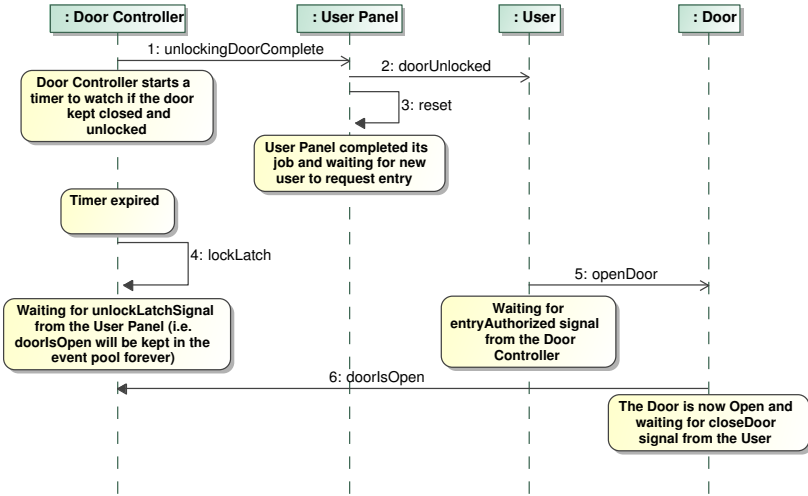 : Door Controller
: User Panel
: User
: Door
1: unlockingDoorComplete
2: doorUnlocked
Door Controller starts a
timer to watch if the door
kept closed and
unlocked
3: reset
User Panel completed its
job and waiting for new
user to request entry
Timer expired
4: lockLatch
5: openDoor
Waiting for unlockLatchSignal
from the User Panel (i.e.
doorIsOpen will be kept in the
event pool forever)
Waiting for
entryAuthorized signal
from the Door
Controller
6: doorIsOpen
The Door is now Open and
waiting for closeDoor
signal from the User